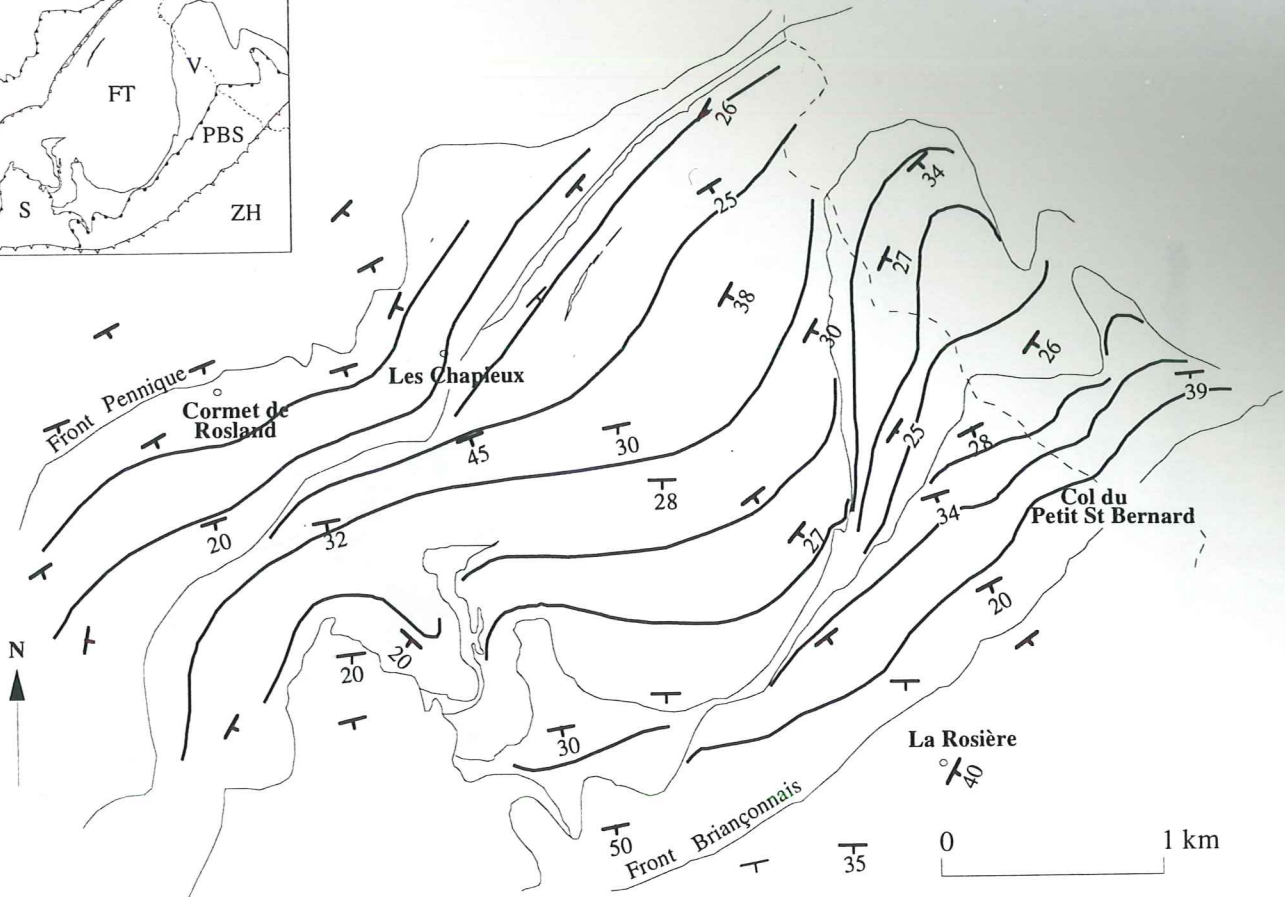 FT
V
PBS
S
ZH
26
34
25
27
38
30
26
Les Chapieux
39
Front Pennique
Cormet de
Rosland
45
30
25
28
28
34
Col du
Petit St Bernard
20
32
27
20
N
20
20
30
La Rosière
40
50
Front Briançonnais
35
0
1 km